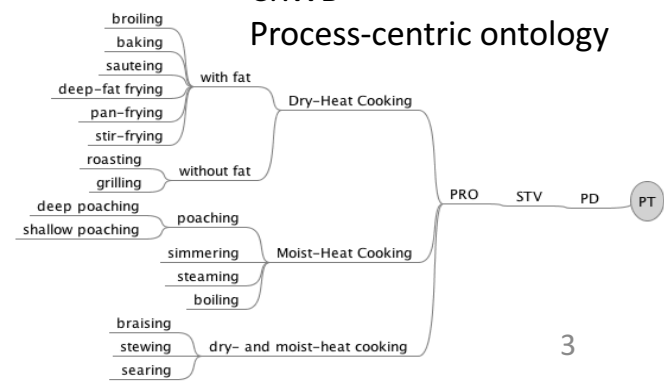 Process-centric ontology
broiling
baking
sauteing
deep-fat frying
pan-frying
stir-frying
with fat
roasting
grilling
without fat
Dry-Heat Cooking
deep poaching
shallow poaching
poaching
simmering
steaming
boiling
Moist-Heat Cooking
braising
stewing
searing
dry- and moist-heat cooking
PRO
STV
PD
PT
3